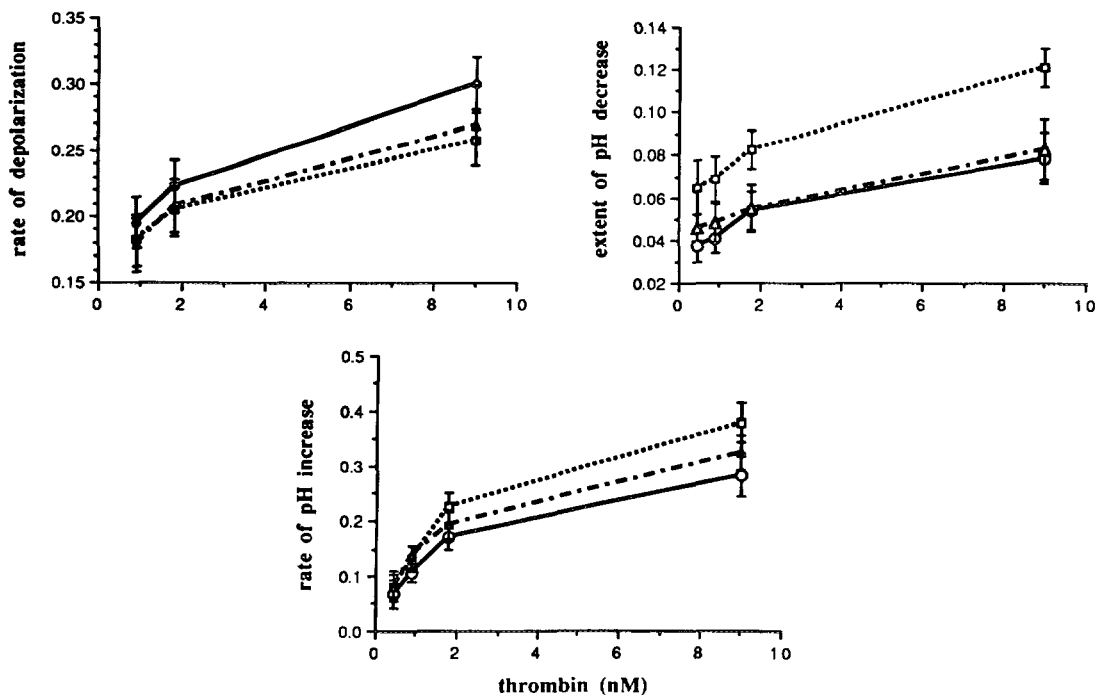 rate of depolarization
0.35
0.30
0.25
0.20
0.15
0 2 4 6 8 10
extent of pH decrease
0.14
0.12
0.10
0.08
0.06
0.04
0.02
0 2 4 6 8 10
rate of pH increase
0.5
0.4
0.3
0.2
0.1
0.0
0 2 4 6 8 10
thrombin (nM)